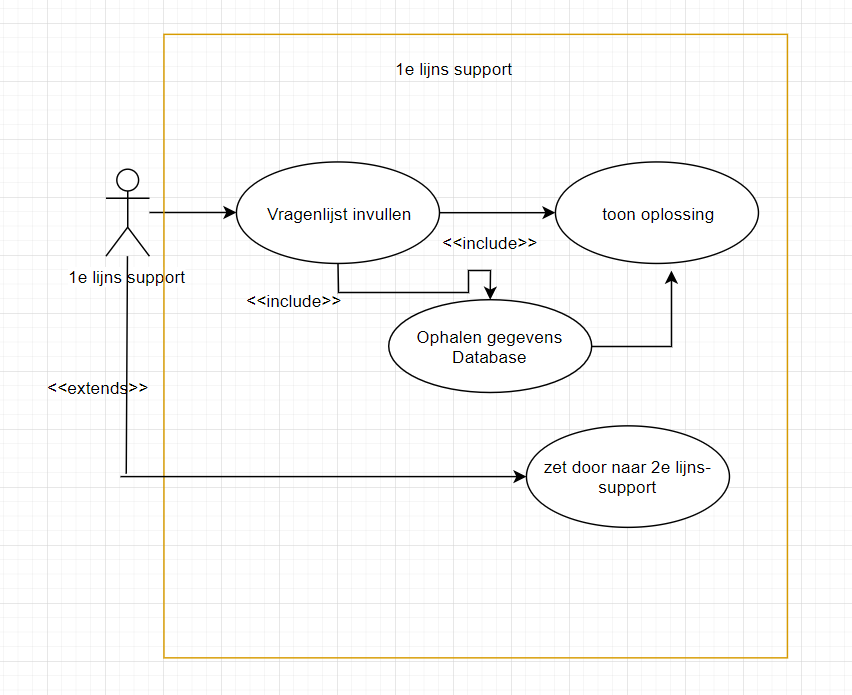 1e lijns support
Vragenlijst invullen
toon oplossing
<<include>>
1e lijns support
<<include>>
Ophalen gegevens
Database
<<extends>>
zet door naar 2e lijns-
support